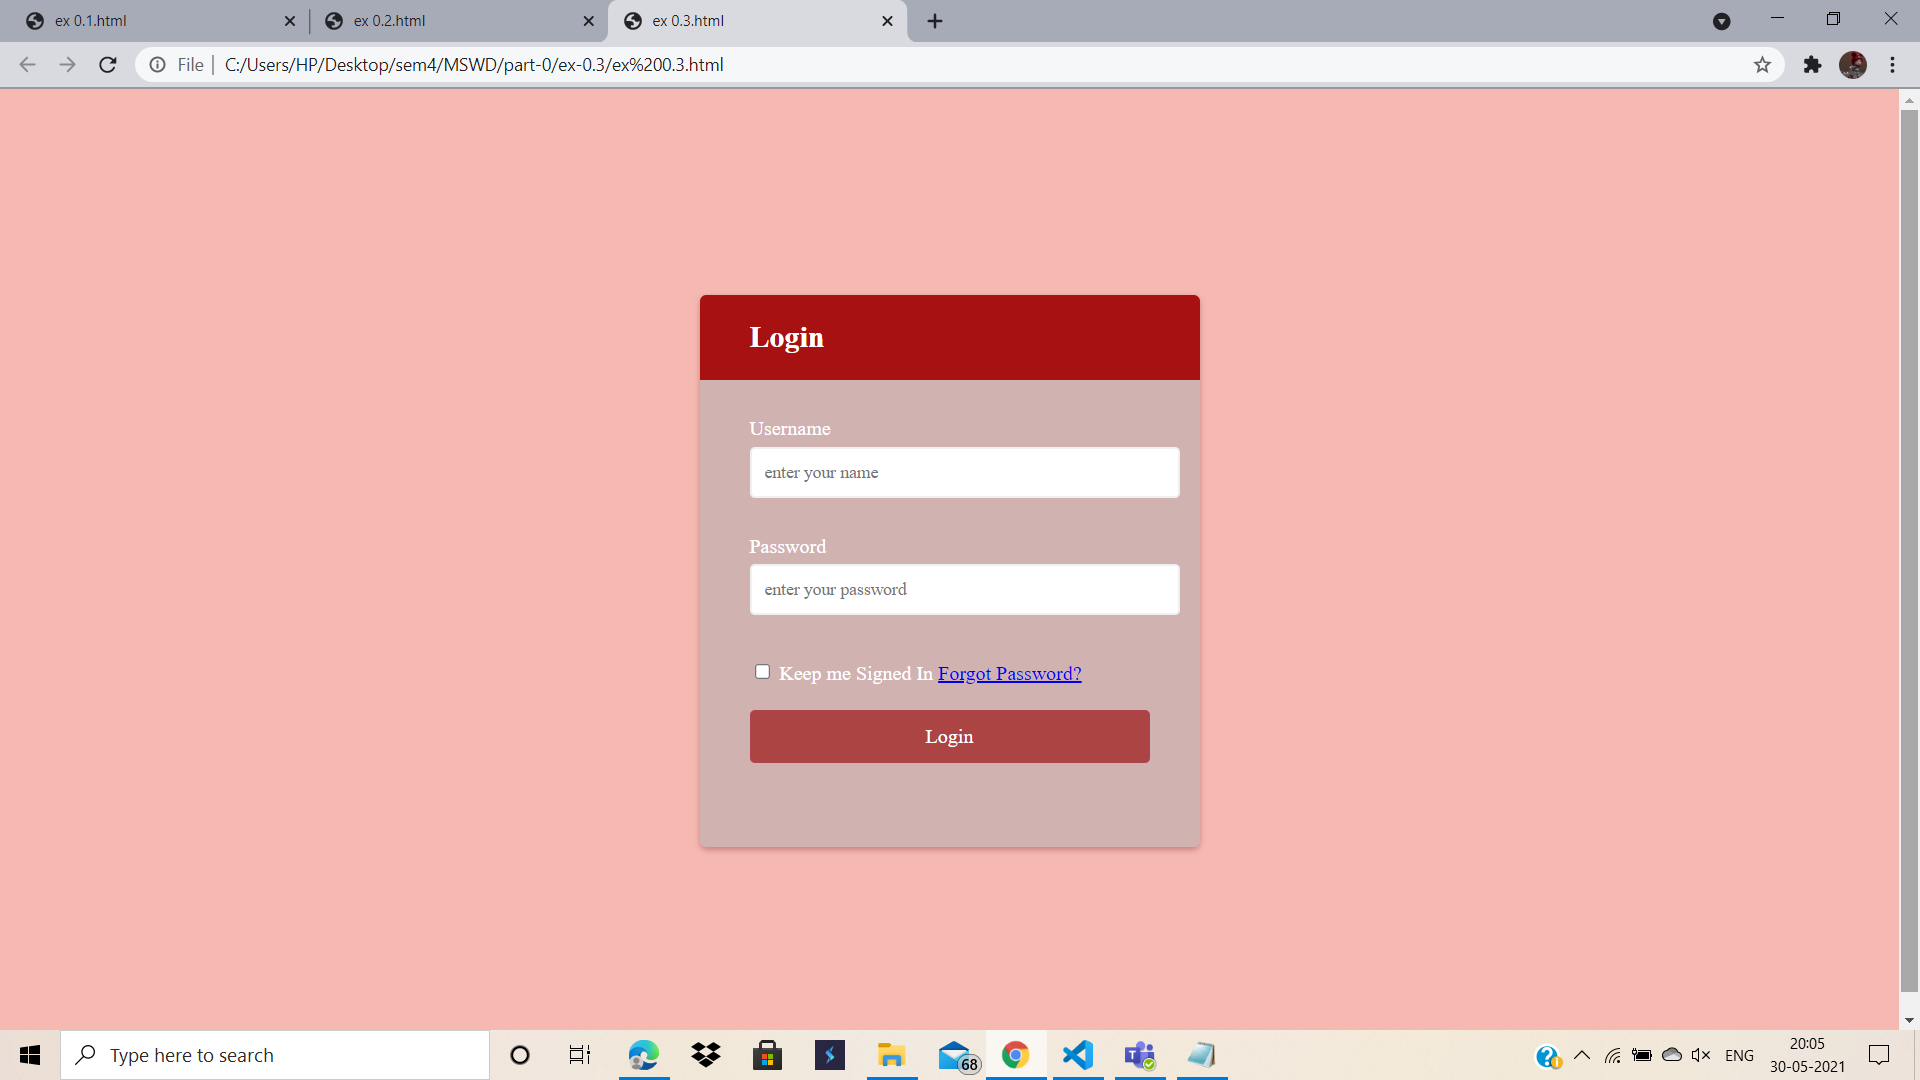 ex 0.1.html
ex 0.2.html
ex 0.3.html
File | C:/Users/HP/Desktop/sem4/MSWD/part-0/ex-0.3/ex%200.3.html
Login
Username
enter your name
Password
enter your password
Keep me Signed In Forgot Password?
Login
Type here to search
68
ENG
20:05
30-05-2021